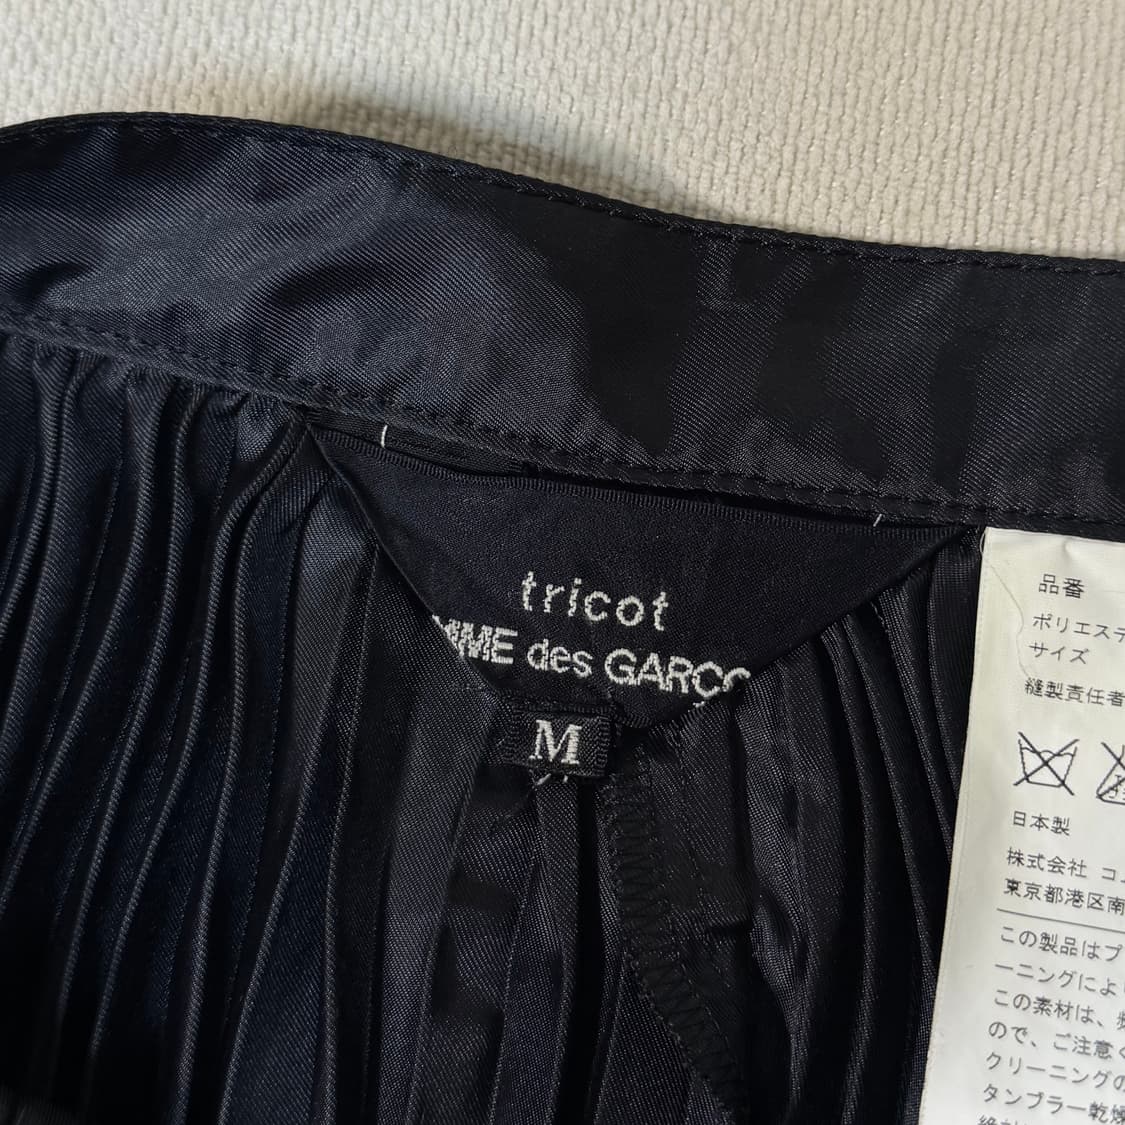 tricot
MME des GARÇO
M
品番
ポリエステ
サイズ
縫製責任者
日本製
株式会社 コ
東京都港区南
この製品はプ
ーニングによ
この素材は、
ので、ご注意く
クリーニングの
タンブラー乾燥